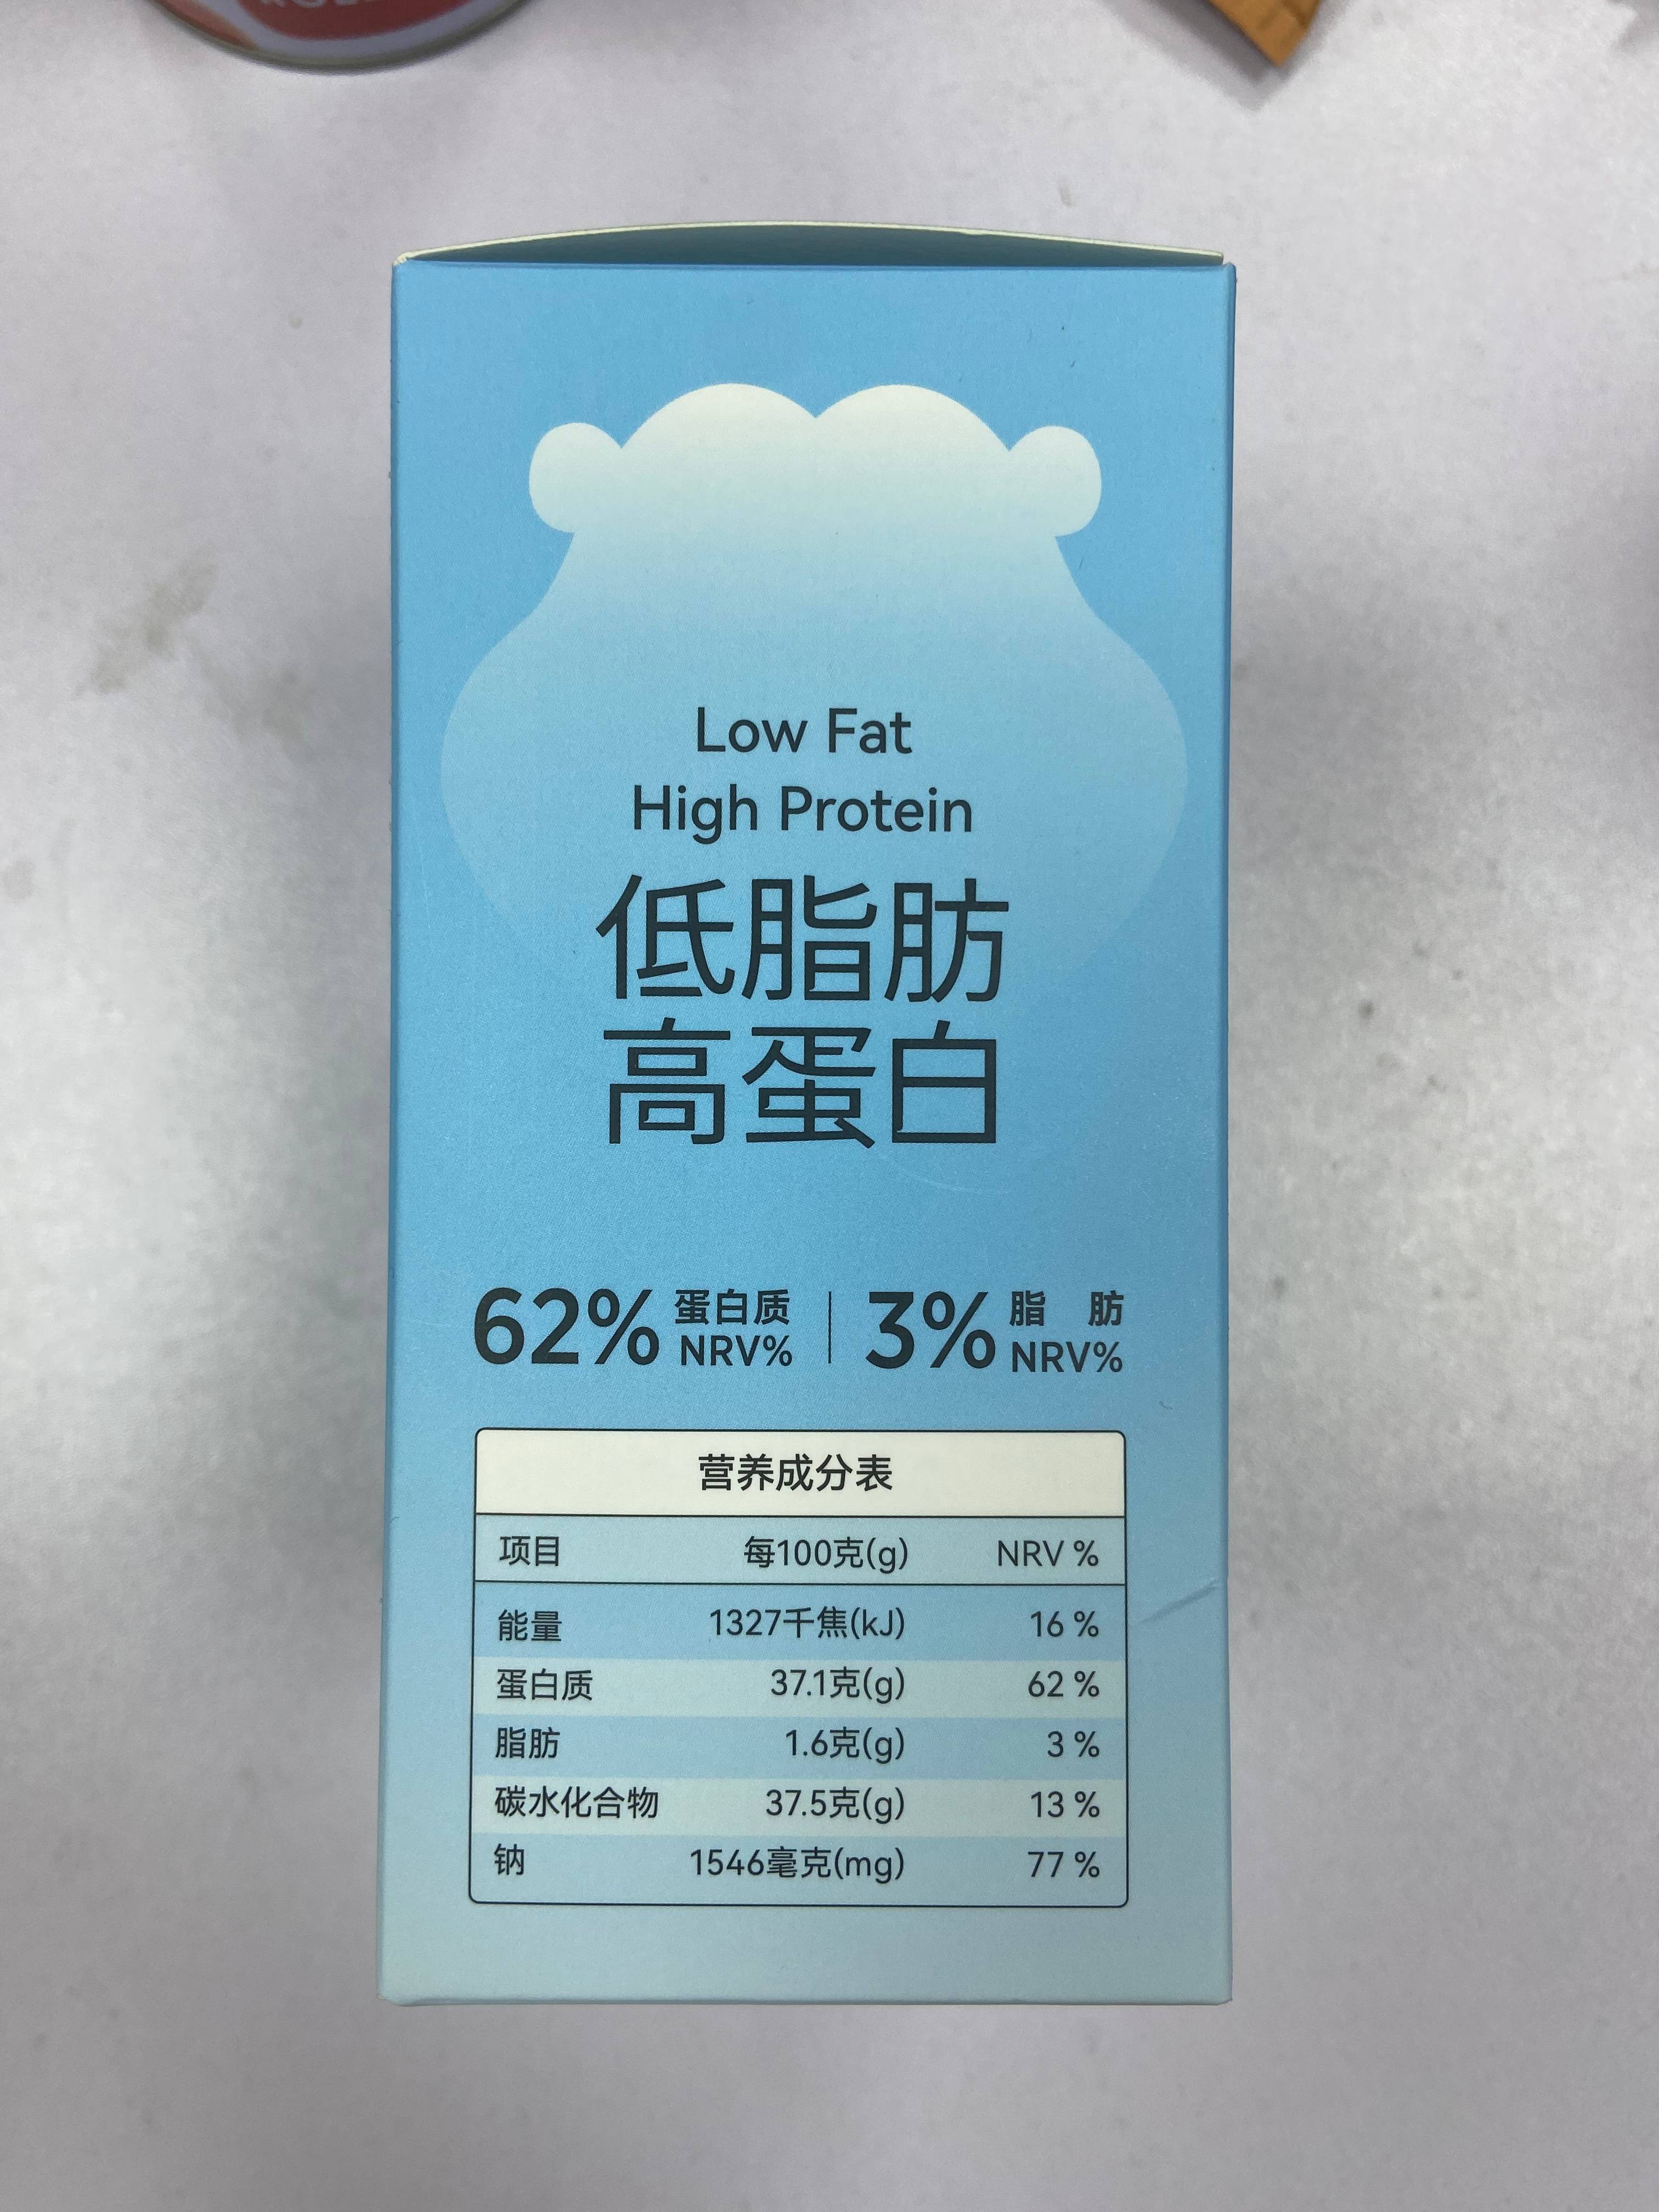 Low Fat
High Protein
低脂肪
高蛋白
62% 蛋白质 NRV% | 3% 脂 肪 NRV%
营养成分表
项目 每100克(g) NRV %
能量 1327千焦(kJ) 16 %
蛋白质 37.1克(g) 62 %
脂肪 1.6克(g) 3 %
碳水化合物 37.5克(g) 13 %
钠 1546毫克(mg) 77 %